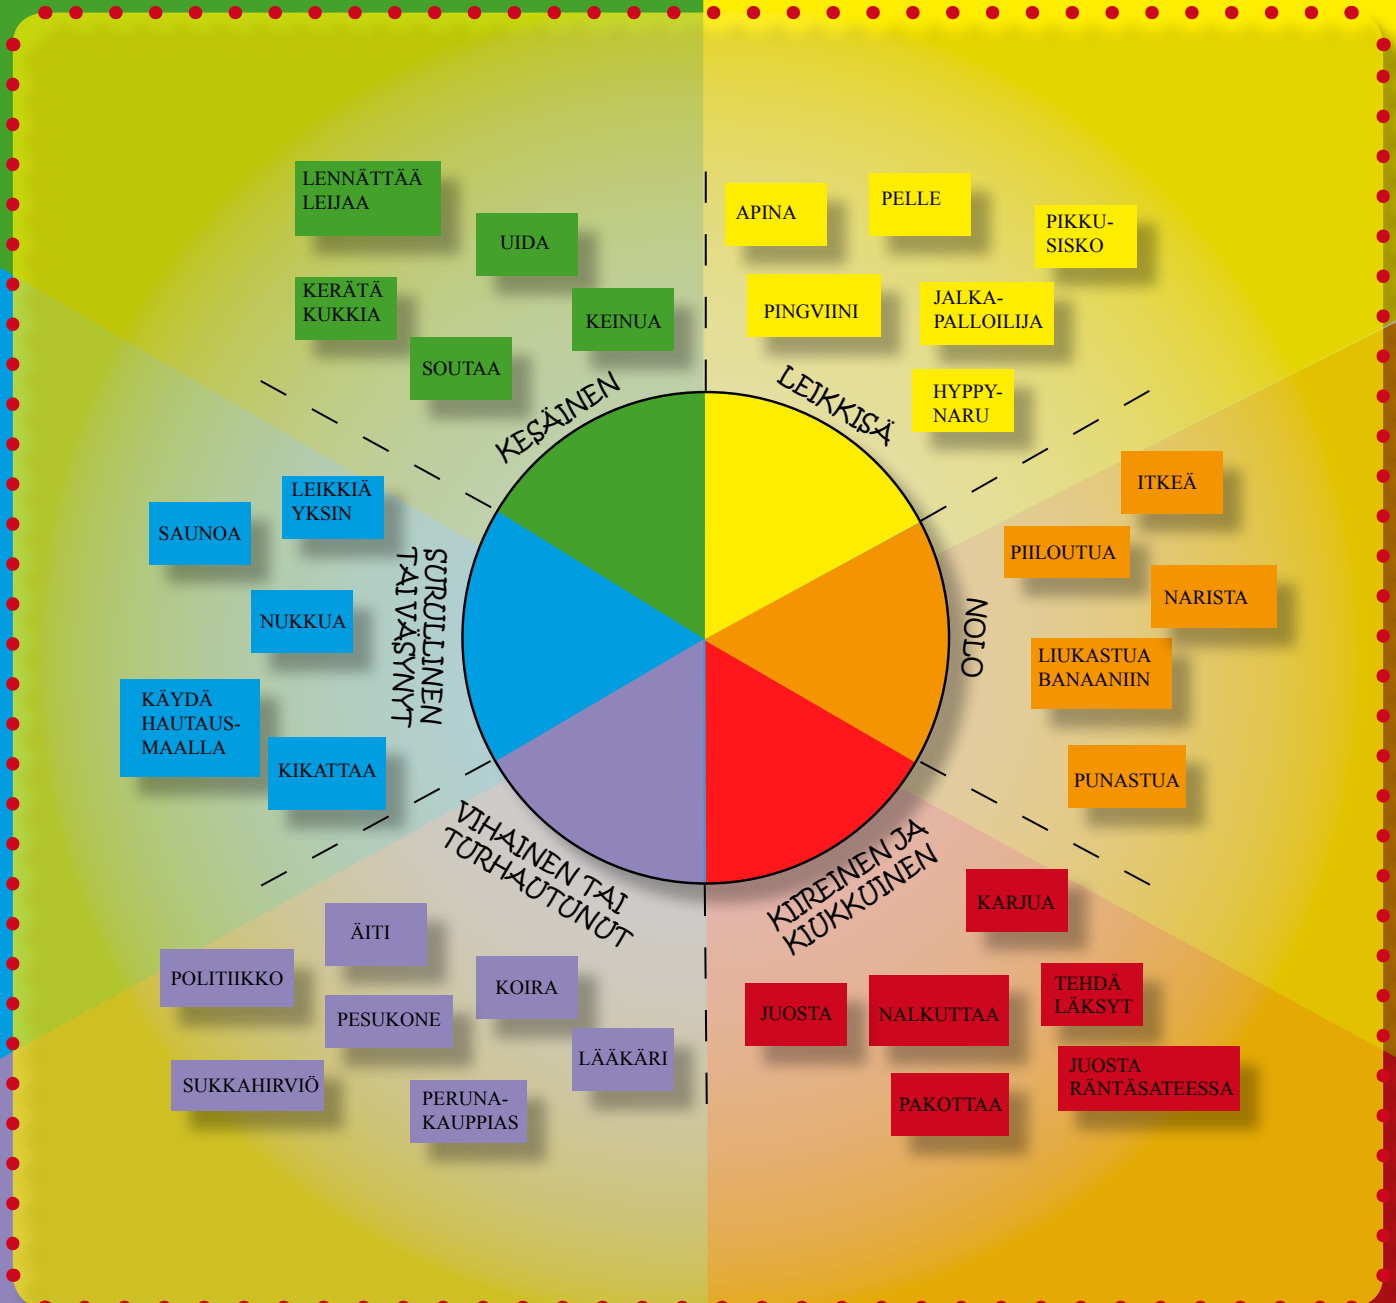 LENNÄTTÄÄ
LEIJAA
UIDA
KERÄTÄ
KUKKIA
KEINUA
SOUTAA
KESÄINEN
APINA
PELLE
PIKKU-
SISKO
PINGVIINI
JALKA-
PALLOILIJA
HYPPY-
NARU
LEIKKISÄ
ITKEÄ
PIILOUTUA
NARISTA
LIUKASTUA
BANAANIIN
PUNASTUA
NOLO
LEIKKIÄ
YKSIN
SAUNOA
NUKKUA
KÄYDÄ
HAUTAUS-
MAALLA
KIKATTAA
SURULLINEN
TAI VÄSYNYT
VIHAINEN TAI
TURHAUTUNUT
ÄITI
POLITIIKKO
KOIRA
PESUKONE
LÄÄKÄRI
SUKKAHIRVIÖ
PERUNA-
KAUPPIAS
KIIREINEN JA
KIUKKUINEN
KARJUA
JUOSTA
NALKUTTAA
TEHDÄ
LÄKSYT
JUOSTA
RÄNTÄSATEESSA
PAKOTTAA